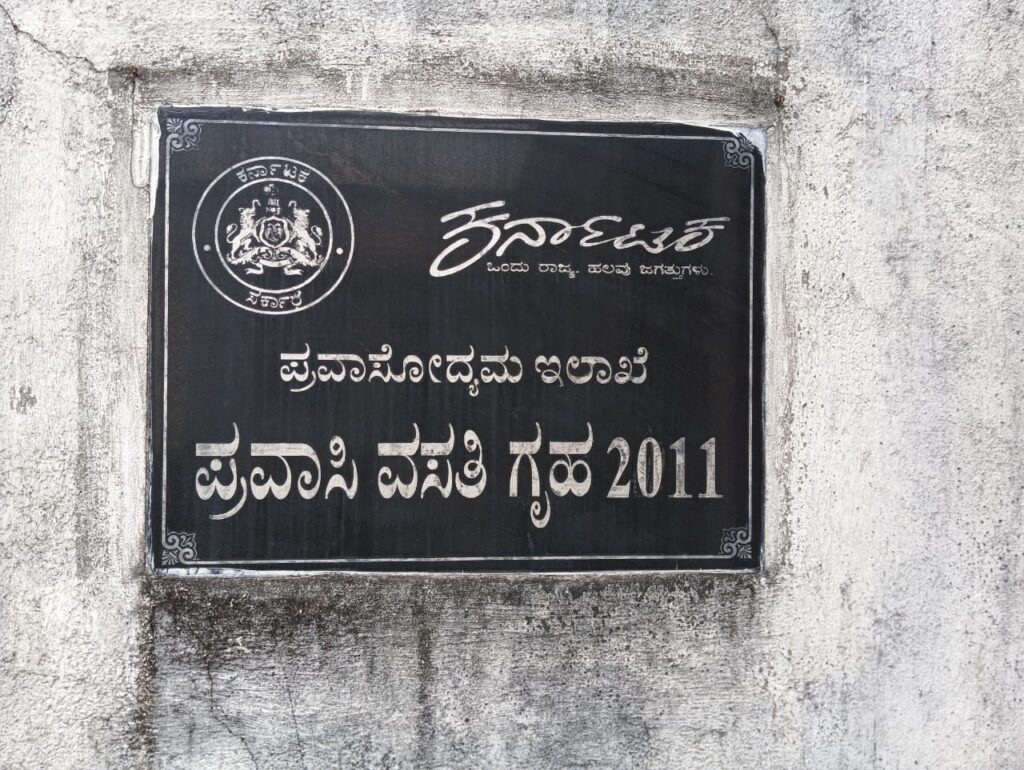 ಕರ್ನಾಟಕ
ಸರ್ಕಾರ
ಕರ್ನಾಟಕ
ಒಂದು ರಾಜ್ಯ. ಹಲವು ಜಗತ್ತುಗಳು.
ಪ್ರವಾಸೋದ್ಯಮ ಇಲಾಖೆ
ಪ್ರವಾಸಿ ವಸತಿ ಗೃಹ 2011